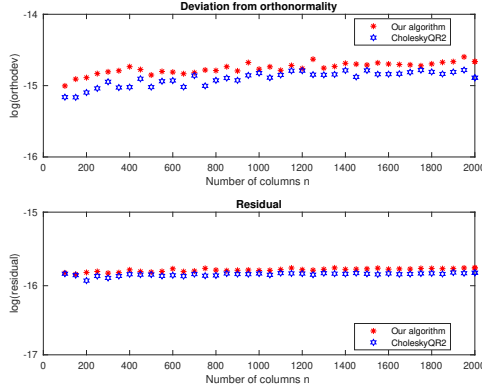 Deviation from orthonormality
-14
Our algorithm
CholeskyQR2
log(orthodev)
-15
-16
0 200 400 600 800 1000 1200 1400 1600 1800 2000
Number of columns n
Residual
-15
log(residual)
-16
Our algorithm
CholeskyQR2
-17
0 200 400 600 800 1000 1200 1400 1600 1800 2000
Number of columns n